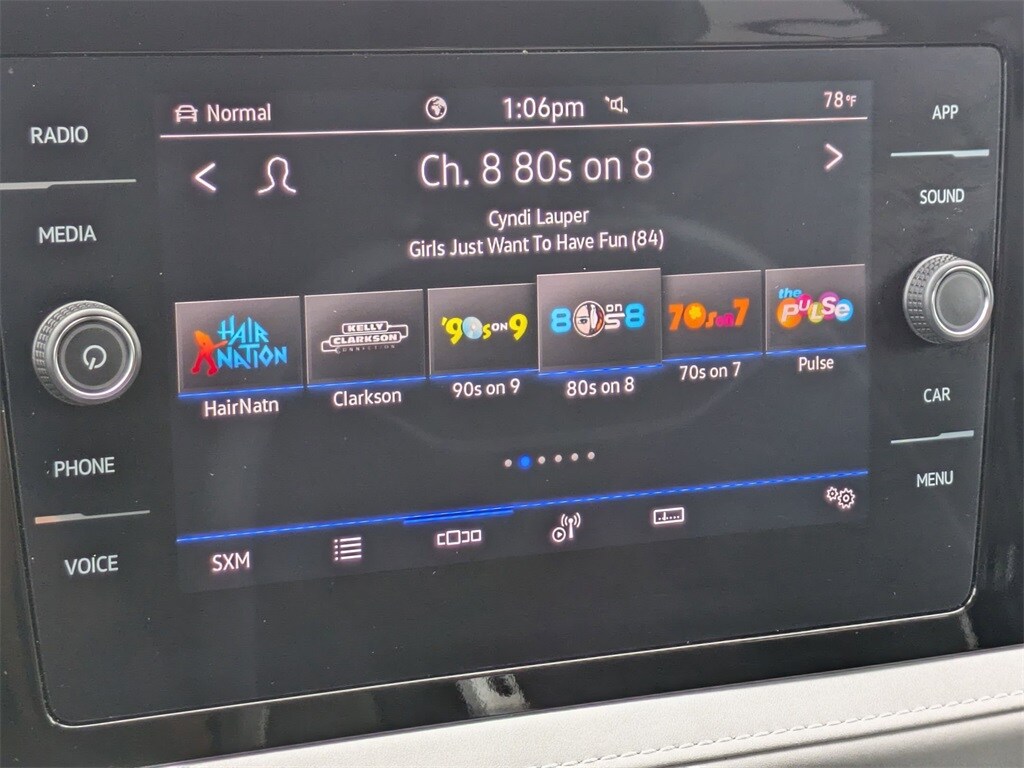 RADIO
MEDIA
PHONE
VOICE
Normal
1:06pm
78°F
Ch. 8 80s on 8
Cyndi Lauper
Girls Just Want To Have Fun (84)
HAIR NATION
KELLY
CLARKSON
CONNECTION
'90s ON 9
80s on 8
70s on 7
the
PULSE
HairNatn
Clarkson
90s on 9
80s on 8
70s on 7
Pulse
SXM
APP
SOUND
CAR
MENU